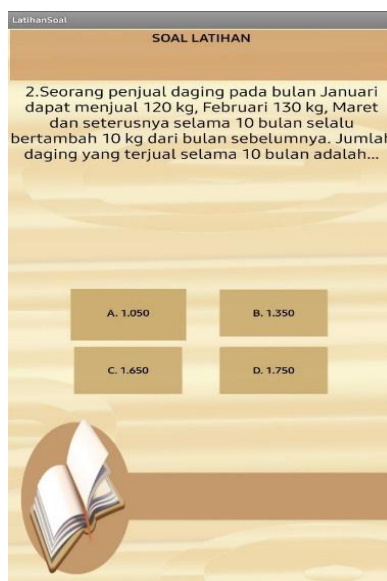 LatihanSoal
SOAL LATIHAN
2.Seorang penjual daging pada bulan Januari
dapat menjual 120 kg, Februari 130 kg, Maret
dan seterusnya selama 10 bulan selalu
bertambah 10 kg dari bulan sebelumnya. Jumlah
daging yang terjual selama 10 bulan adalah...
A. 1.050
B. 1.350
C. 1.650
D. 1.750